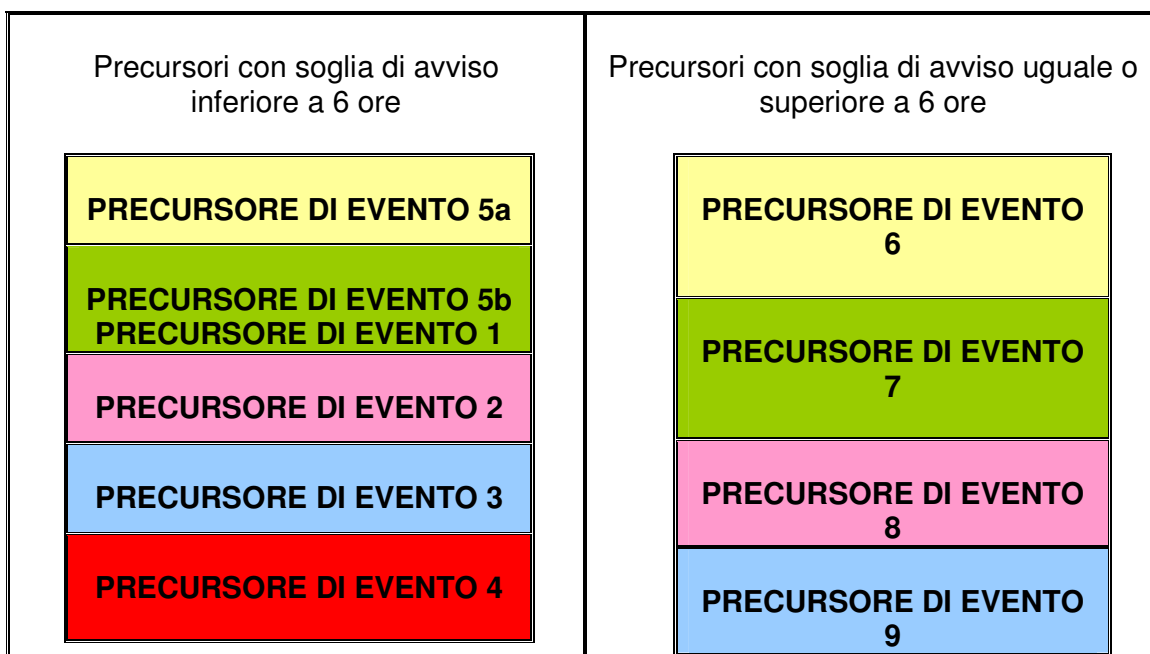 Precursori con soglia di avviso
inferiore a 6 ore
PRECURSORE DI EVENTO 5a
PRECURSORE DI EVENTO 5b
PRECURSORE DI EVENTO 1
PRECURSORE DI EVENTO 2
PRECURSORE DI EVENTO 3
PRECURSORE DI EVENTO 4
Precursori con soglia di avviso uguale o
superiore a 6 ore
PRECURSORE DI EVENTO
6
PRECURSORE DI EVENTO
7
PRECURSORE DI EVENTO
8
PRECURSORE DI EVENTO
9